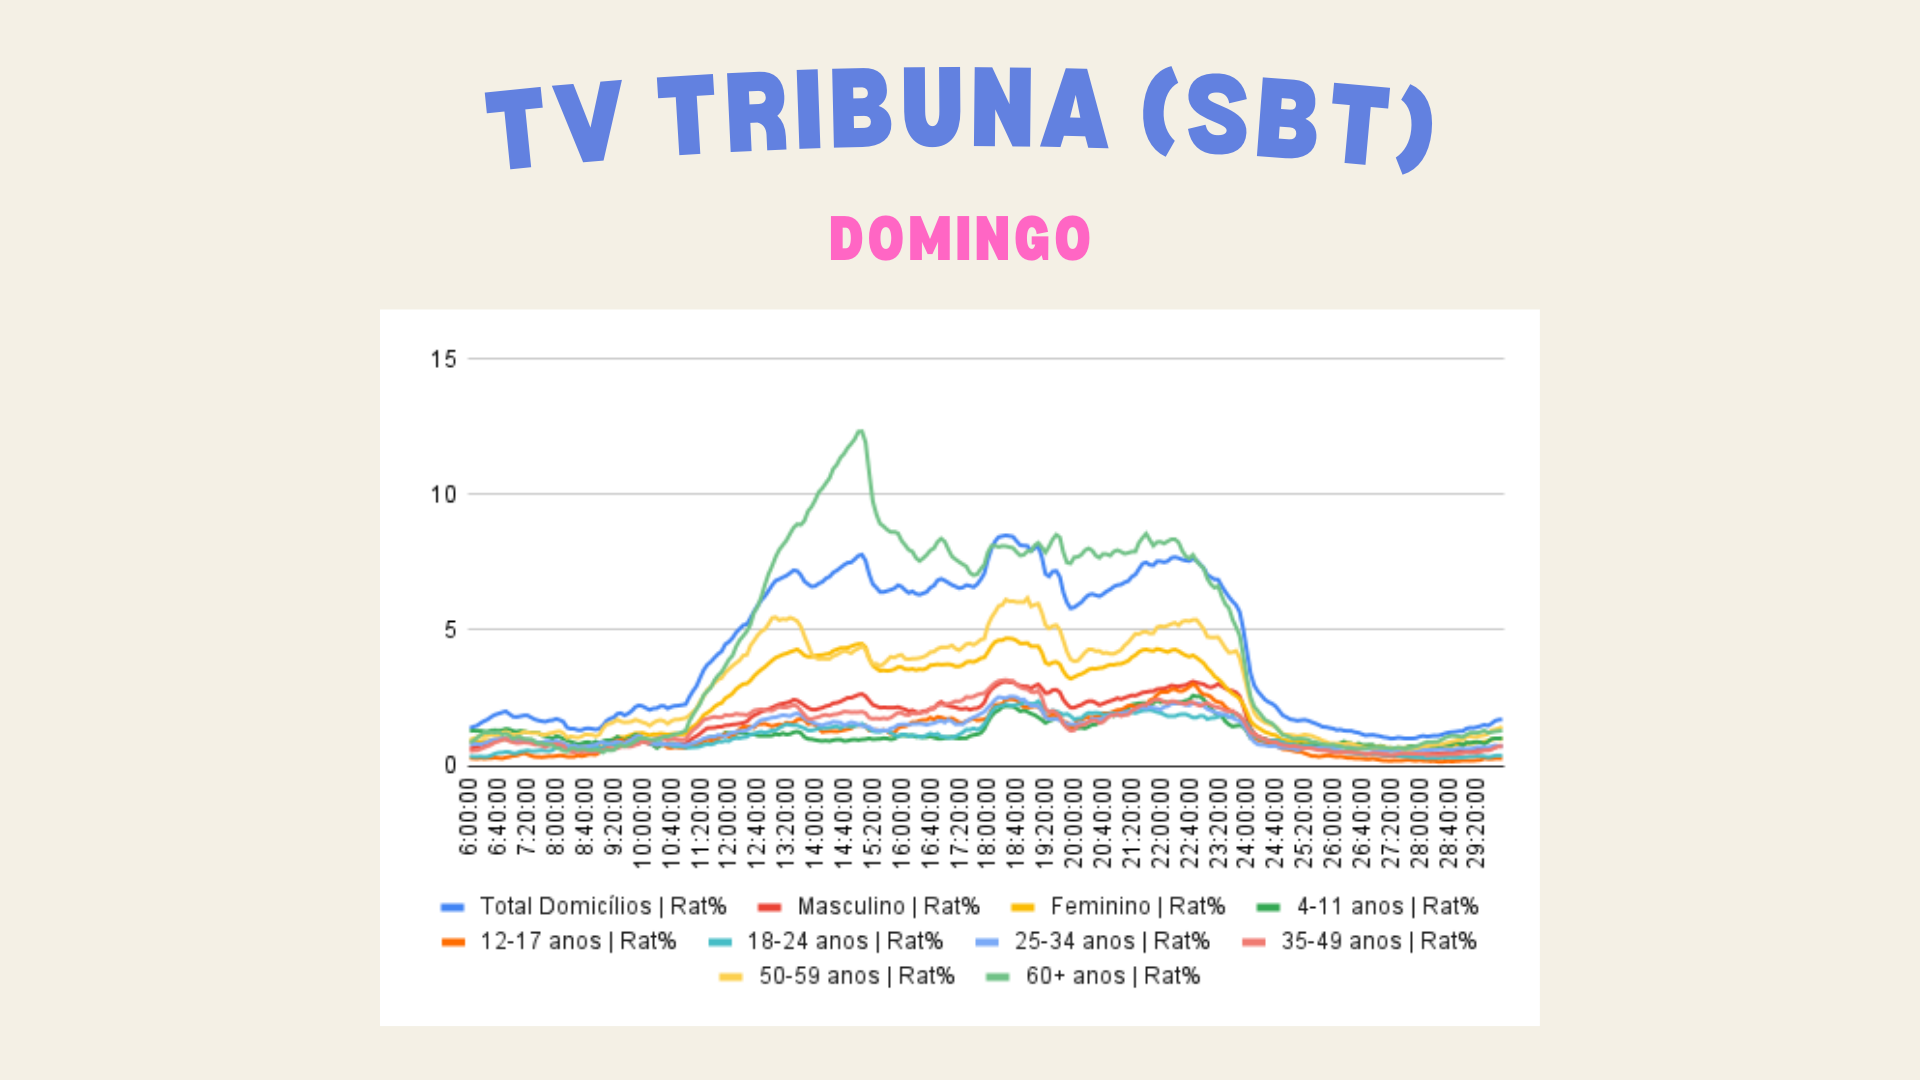 TV TRIBUNA (SBT)
DOMINGO
15
10
5
0
6:00:00 6:40:00 7:20:00 8:00:00 8:40:00 9:20:00 10:00:00 10:40:00 11:20:00 12:00:00 12:40:00 13:20:00 14:00:00 14:40:00 15:20:00 16:00:00 16:40:00 17:20:00 18:00:00 18:40:00 19:20:00 20:00:00 20:40:00 21:20:00 22:00:00 22:40:00 23:20:00 24:00:00 24:40:00 25:20:00 26:00:00 26:40:00 27:20:00 28:00:00 28:40:00 29:20:00
Total Domicílios | Rat% Masculino | Rat% Feminino | Rat% 4-11 anos | Rat%
12-17 anos | Rat% 18-24 anos | Rat% 25-34 anos | Rat% 35-49 anos | Rat%
50-59 anos | Rat% 60+ anos | Rat%